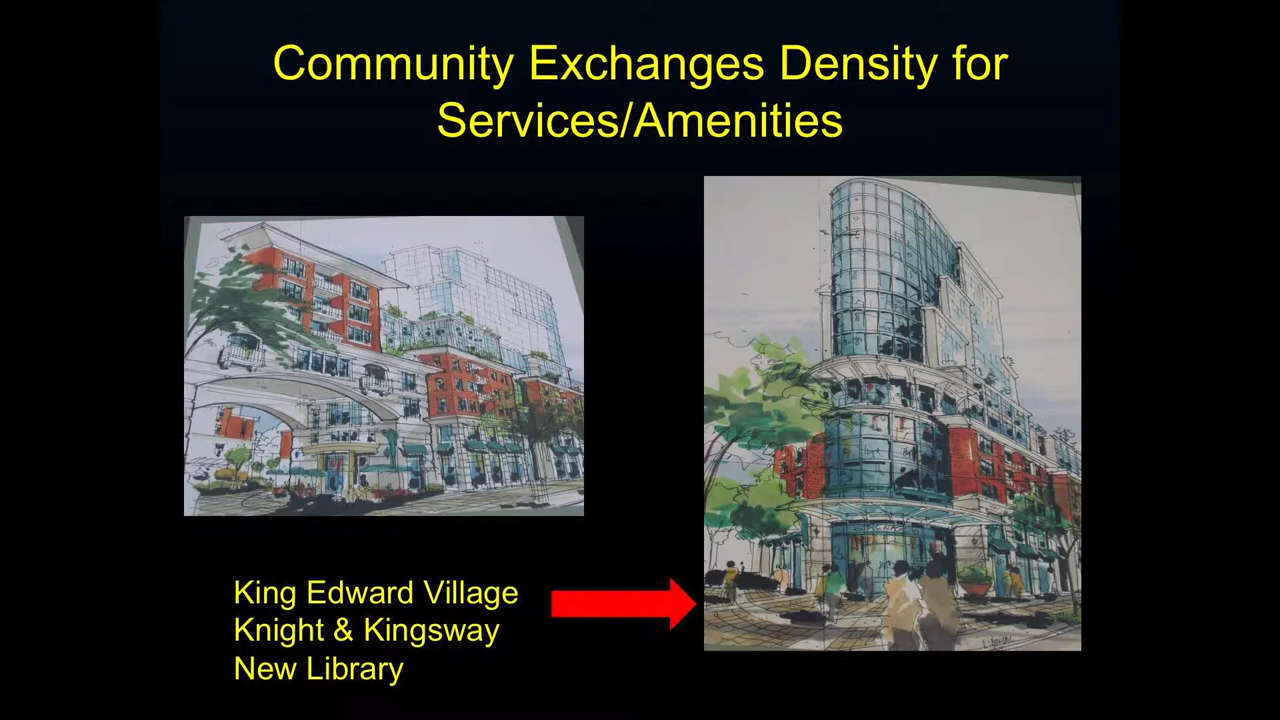 Community Exchanges Density for
Services/Amenities
King Edward Village
Knight & Kingsway
New Library